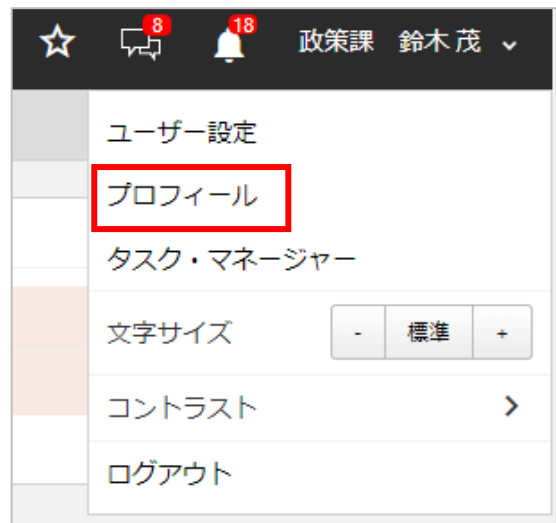 8 18 政策課 鈴木 茂
ユーザー設定
プロフィール
タスク・マネージャー
文字サイズ - 標準 +
コントラスト
ログアウト